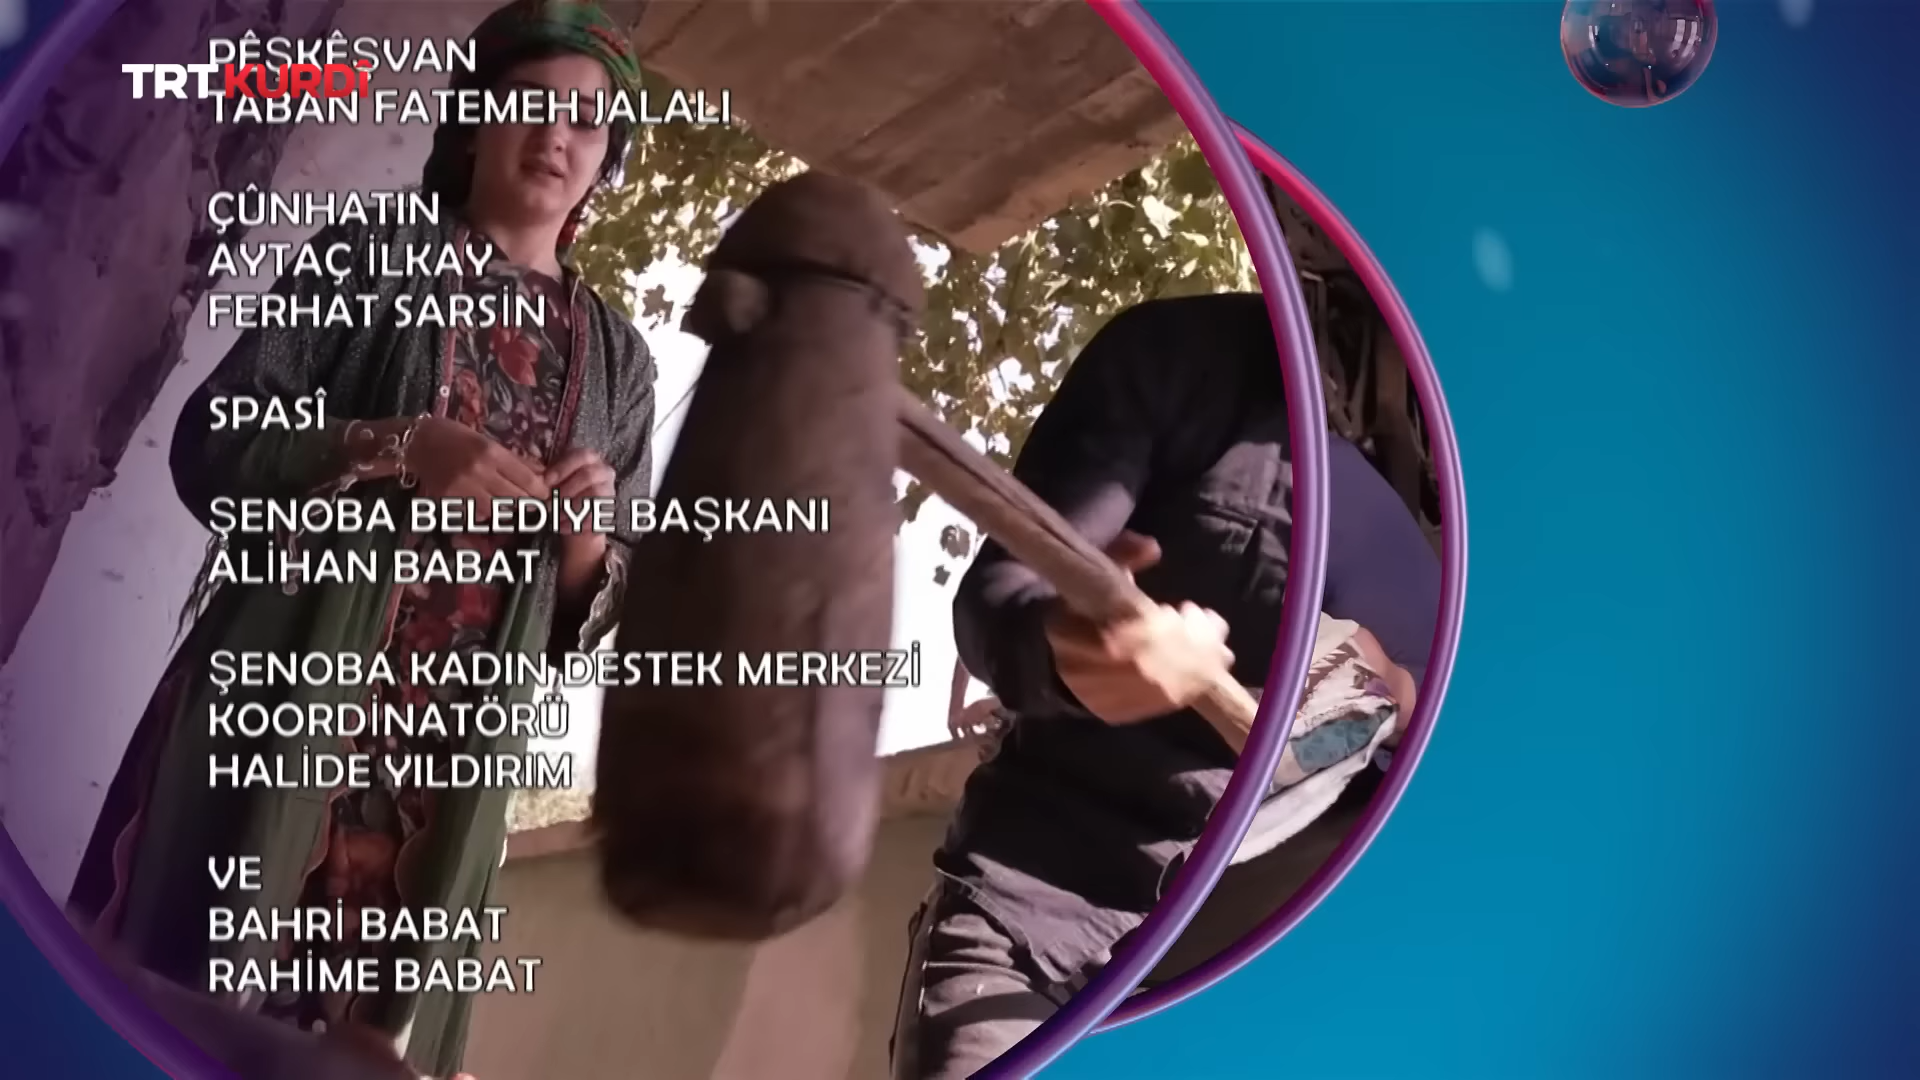 PÊŞKÊŞVAN
TRT KURDÎ
TABAN FATEMEH JALALI
ÇÛNHATIN
AYTAÇ İLKAY
FERHAT SARSİN
SPASÎ
ŞENOBA BELEDİYE BAŞKANI
ALİHAN BABAT
ŞENOBA KADIN DESTEK MERKEZİ
KOORDİNATÖRÜ
HALİDE YILDIRIM
VE
BAHRİ BABAT
RAHİME BABAT